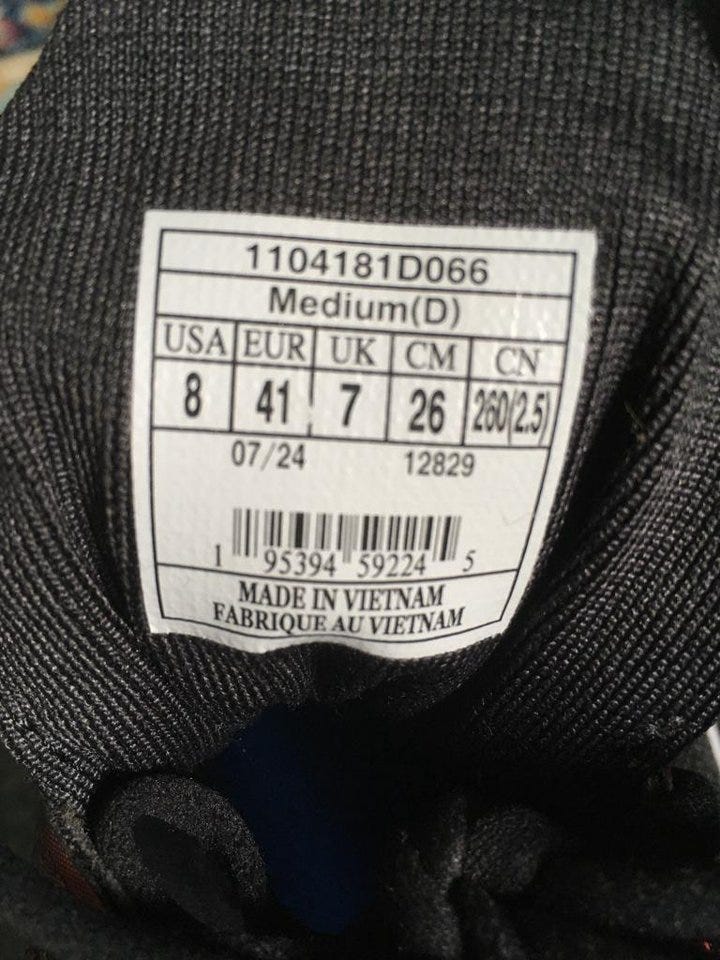 1104181D066
Medium(D)
USA EUR UK CM CN
8 41 7 26 260(2.5)
07/24 12829
1 95394 59224 5
MADE IN VIETNAM
FABRIQUE AU VIETNAM